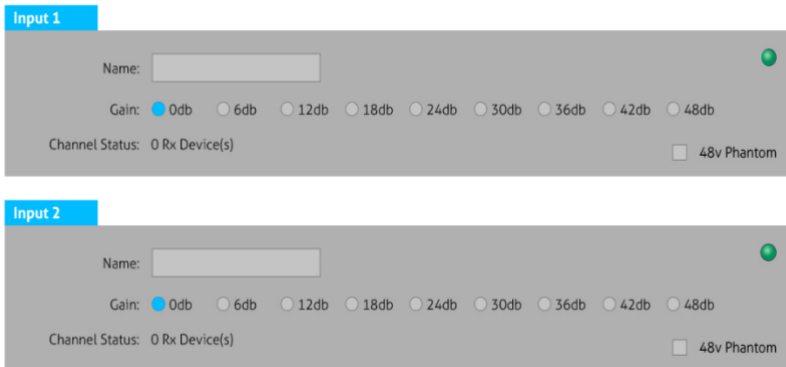 Input 1
Name:
Gain: 0db 6db 12db 18db 24db 30db 36db 42db 48db
Channel Status: 0 Rx Device(s)
48v Phantom
Input 2
Name:
Gain: 0db 6db 12db 18db 24db 30db 36db 42db 48db
Channel Status: 0 Rx Device(s)
48v Phantom